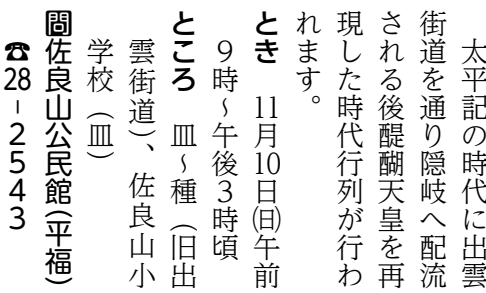 太平記の時代に出雲
街道を通り隠岐へ配流
される後醍醐天皇を再
現した時代行列が行わ
れます。
とき　11月10日㈰午前
９時〜午後３時頃
ところ　皿〜種（旧出
雲街道）、佐良山小
学校（皿）
問佐良山公民館（平福）
☎28－２５４３